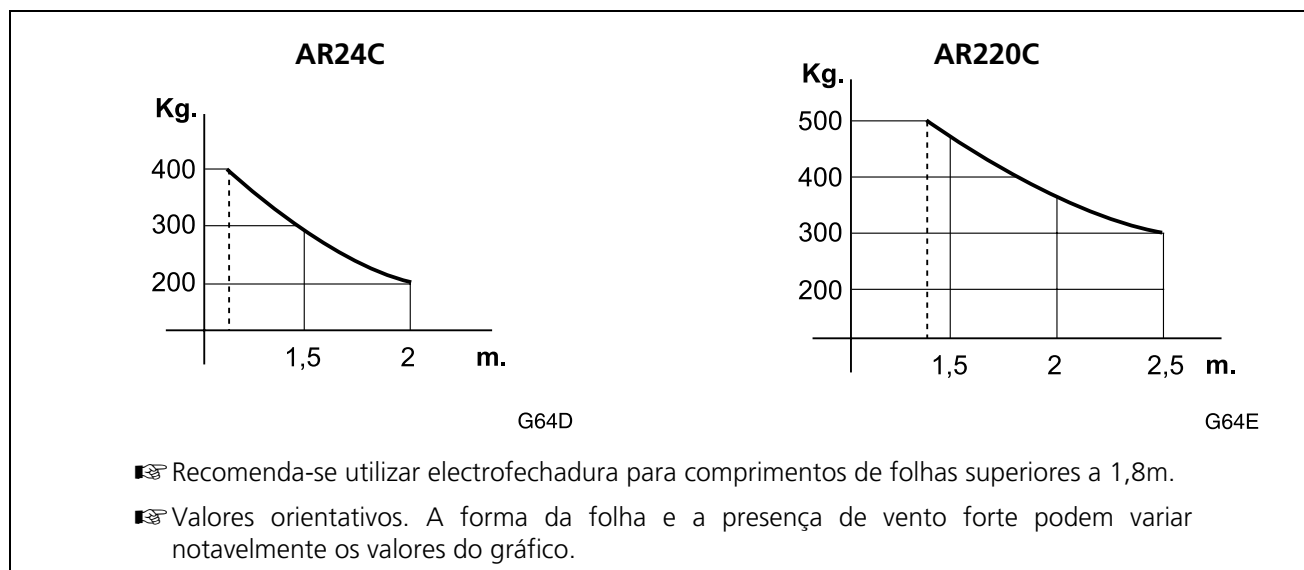 AR24C
Kg.
400
300
200
1,5 2 m.
G64D
AR220C
Kg.
500
400
300
200
1,5 2 2,5 m.
G64E
☞ Recomenda-se utilizar electrofechadura para comprimentos de folhas superiores a 1,8m.
☞ Valores orientativos. A forma da folha e a presença de vento forte podem variar
notavelmente os valores do gráfico.